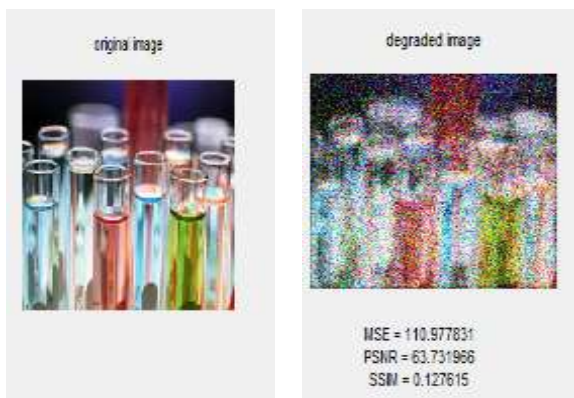 original image
degraded image
MSE = 110.977831
PSNR = 63.731966
SSIM = 0.127615